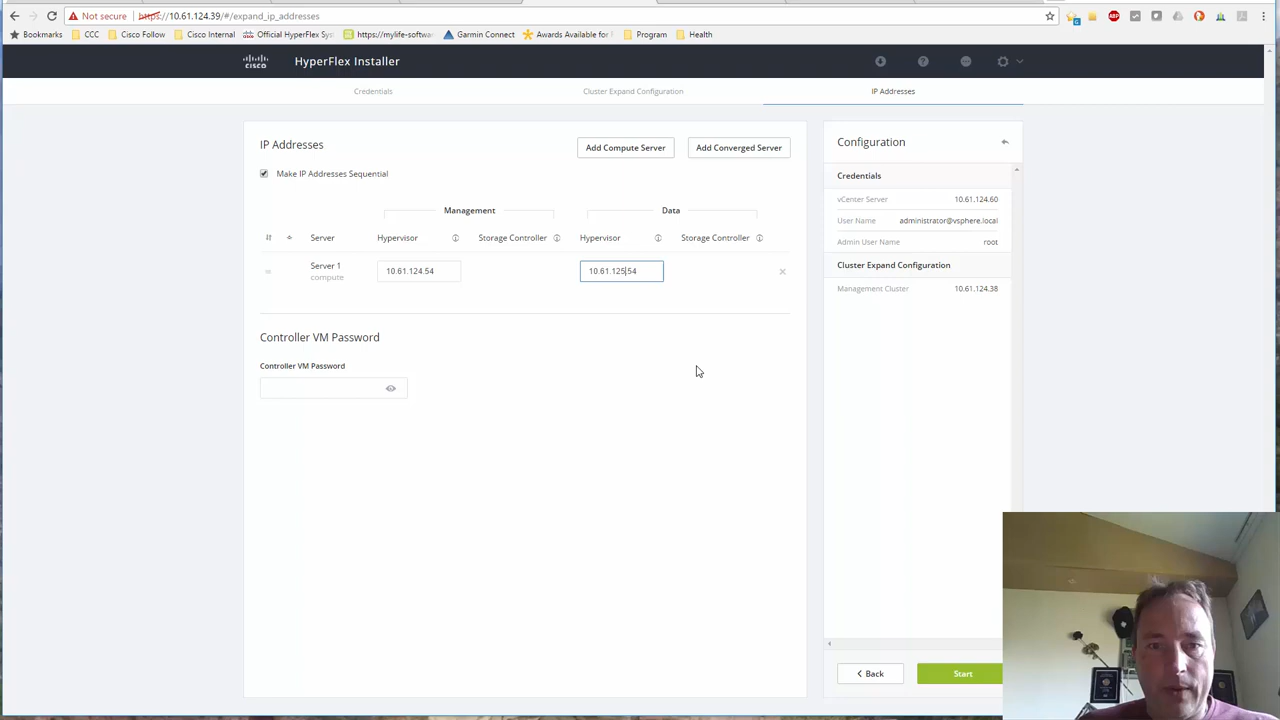 Not secure https://10.61.124.39/#/expand_ip_addresses
Bookmarks CCC Cisco Follow Cisco Internal Official HyperFlex Sys https://mylife-softwa Garmin Connect Awards Available for Program Health
cisco HyperFlex Installer
Credentials Cluster Expand Configuration IP Addresses
IP Addresses Add Compute Server Add Converged Server
Make IP Addresses Sequential
Management Data
Server Hypervisor Storage Controller Hypervisor Storage Controller
Server 1 10.61.124.54 10.61.125.54
compute
Controller VM Password
Controller VM Password
Configuration
Credentials
vCenter Server 10.61.124.60
User Name administrator@vsphere.local
Admin User Name root
Cluster Expand Configuration
Management Cluster 10.61.124.38
Back Start